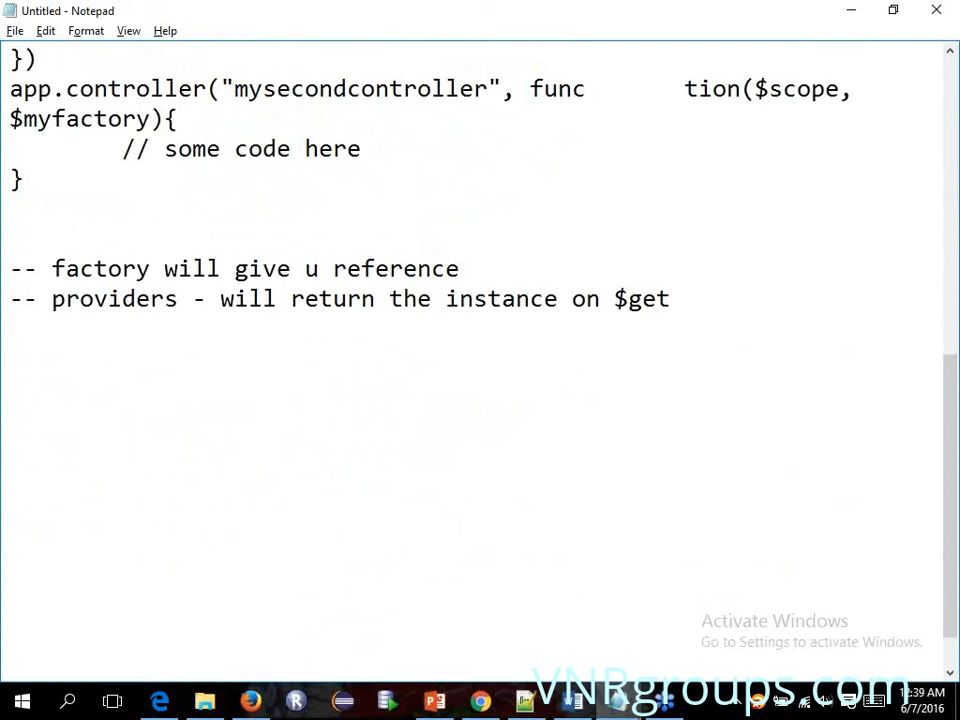 Untitled - Notepad
File Edit Format View Help
})
app.controller("mysecondcontroller", func tion($scope,
$myfactory){
// some code here
}
-- factory will give u reference
-- providers - will return the instance on $get
Activate Windows
Go to Settings to activate Windows.
VNRgroups.com
12:39 AM
6/7/2016